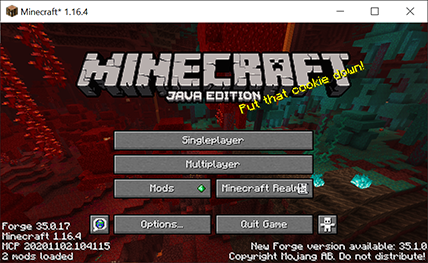 Minecraft* 1.16.4
MINECRAFT
JAVA EDITION
Put that cookie down!
Singleplayer
Multiplayer
Mods
Minecraft Realms
Options...
Quit Game
Forge 35.0.17
Minecraft 1.16.4
MCP 20201102.104115
2 mods loaded
New Forge version available: 35.1.0
Copyright Mojang AB. Do not distribute!